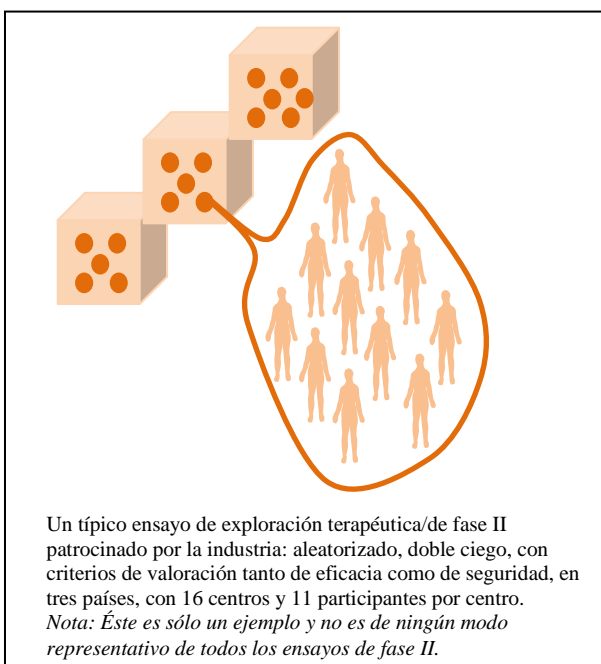 Un típico ensayo de exploración terapéutica/de fase II
patrocinado por la industria: aleatorizado, doble ciego, con
criterios de valoración tanto de eficacia como de seguridad, en
tres países, con 16 centros y 11 participantes por centro.
Nota: Éste es sólo un ejemplo y no es de ningún modo
representativo de todos los ensayos de fase II.